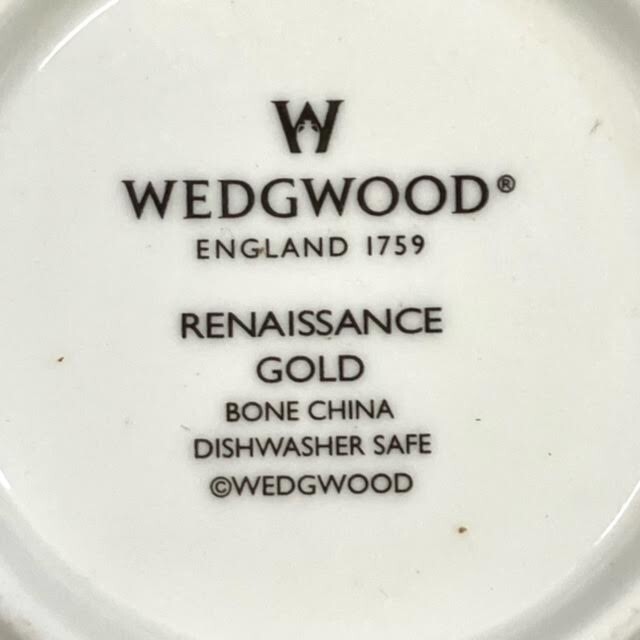 W
WEDGWOOD®
ENGLAND 1759
RENAISSANCE
GOLD
BONE CHINA
DISHWASHER SAFE
©WEDGWOOD